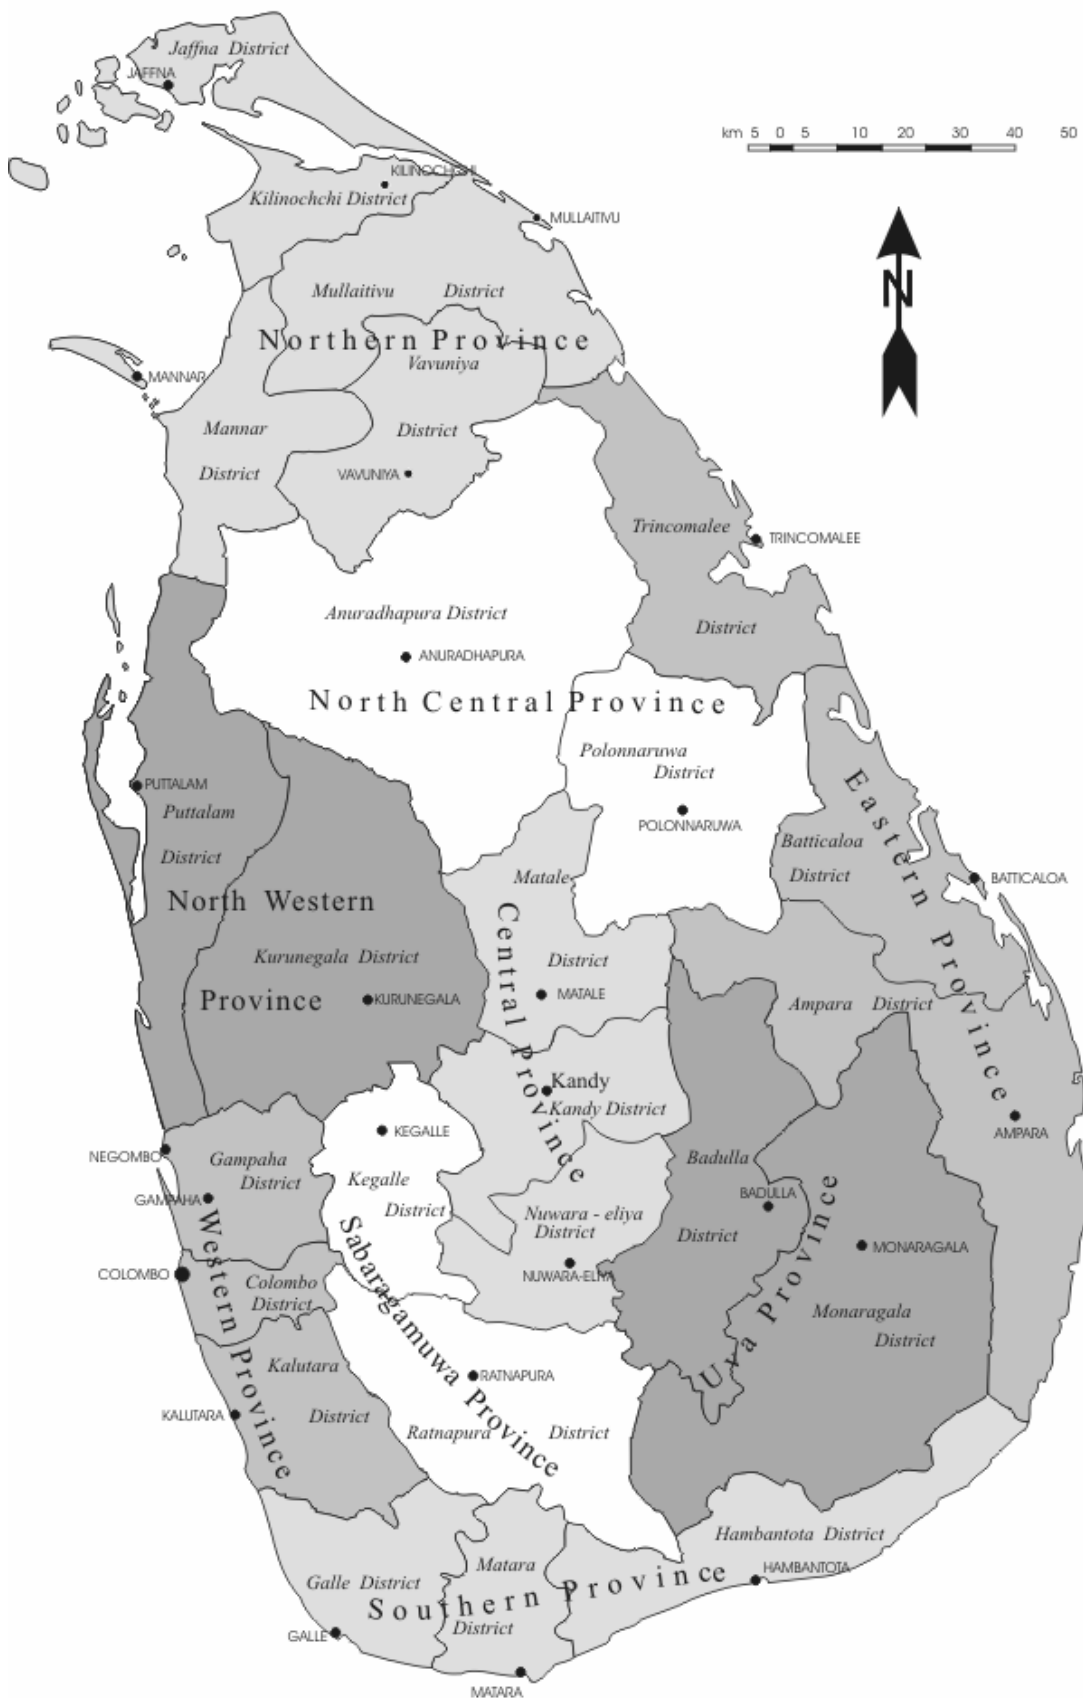 Jaffna District
JAFFNA
km 5 0 5 10 20 30 40 50
KILINOCHCHI
Kilinochchi District
MULLAITIVU
N
Mullaitivu District
Northern Province
Vavuniya
MANNAR
Mannar
District
District
VAVUNIYA
Trincomalee
TRINCOMALEE
Anuradhapura District
District
ANURADHAPURA
North Central Province
Polonnaruwa
District
PUTTALAM
Puttalam
POLONNARUWA
Eastern Province
Batticaloa
District
District
Matale
BATTICALOA
North Western
Central Province
Kurunegala District
District
Province
KURUNEGALA
MATALE
Ampara District
Kandy
Kandy District
AMPARA
KEGALLE
NEGOMBO
Gampaha
District
Badulla
Kegalle
District
BADULLA
GAMPAHA
Nuwara - eliya
District
District
Western Province
Sabaragamuwa Province
Uva Province
MONARAGALA
COLOMBO
NUWARA-ELIYA
Colombo
District
Monaragala
District
Kalutara
District
RATNAPURA
KALUTARA
Ratnapura District
Hambantota District
Matara
District
HAMBANTOTA
Galle District
Southern Province
GALLE
MATARA